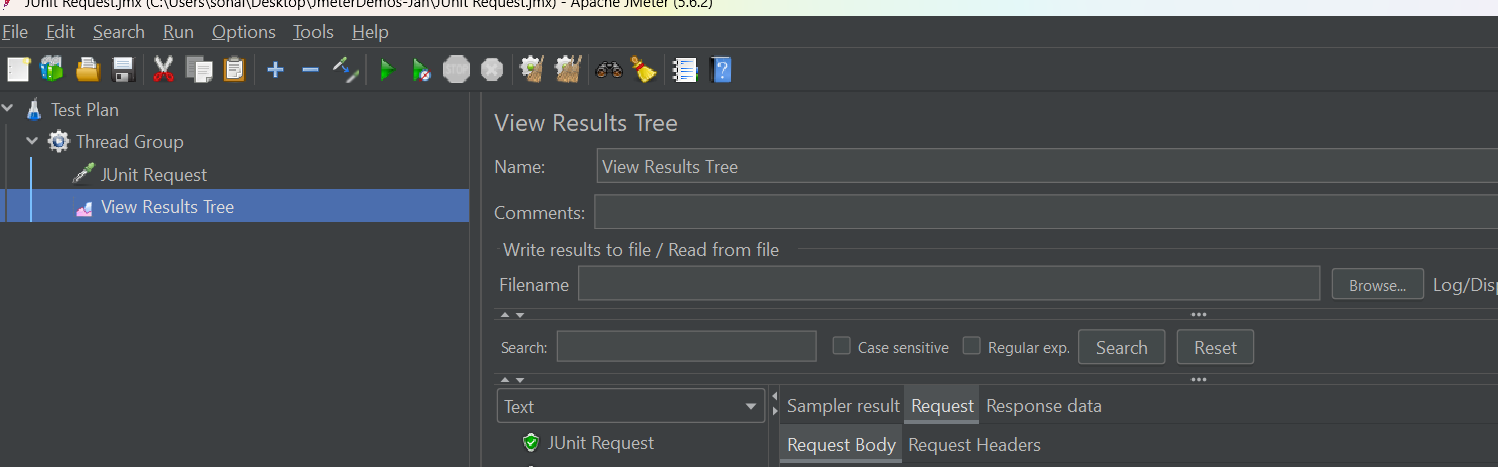 JUnit Request.jmx (C:\Users\sonal\Desktop\JmeterDemos-Jan\JUnit Request.jmx) - Apache JMeter (5.6.2)
File Edit Search Run Options Tools Help
STOP
Test Plan
Thread Group
JUnit Request
View Results Tree
View Results Tree
Name: View Results Tree
Comments:
Write results to file / Read from file
Filename Browse... Log/Disp
Search: Case sensitive Regular exp. Search Reset
Text Sampler result Request Response data
JUnit Request Request Body Request Headers